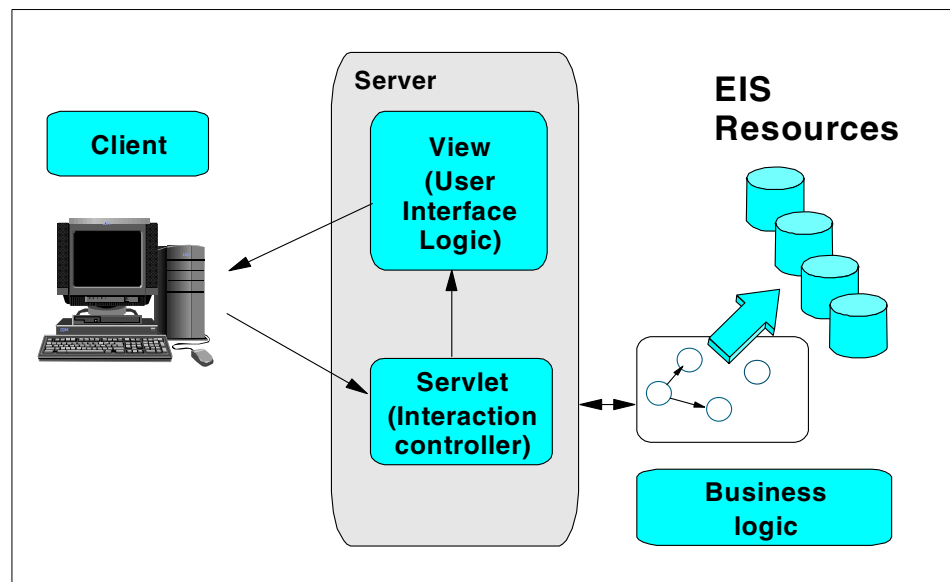 Client
Server
View
(User
Interface
Logic)
Servlet
(Interaction
controller)
EIS
Resources
Business
logic